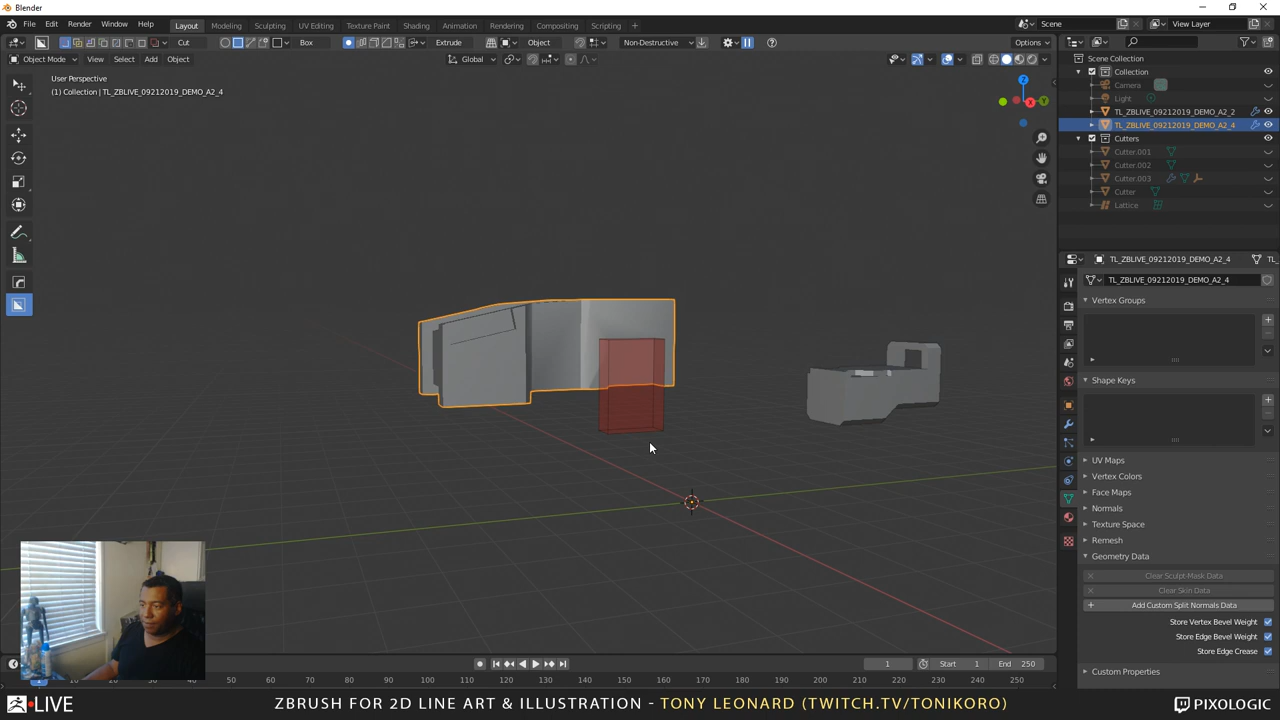 Blender
File Edit Render Window Help Layout Modeling Sculpting UV Editing Texture Paint Shading Animation Rendering Compositing Scripting Scene View Layer
Cut Box Extrude Object Non-Destructive Options
Object Mode View Select Add Object Global
User Perspective
(1) Collection | TL_ZBLIVE_09212019_DEMO_A2_4
Z
X
Y
Scene Collection
Collection
Camera
Light
TL_ZBLIVE_09212019_DEMO_A2_2
TL_ZBLIVE_09212019_DEMO_A2_4
Cutters
Cutter.001
Cutter.002
Cutter.003
Cutter
Lattice
TL_ZBLIVE_09212019_DEMO_A2_4 TL_
TL_ZBLIVE_09212019_DEMO_A2_4
Vertex Groups
Shape Keys
UV Maps
Vertex Colors
Face Maps
Normals
Texture Space
Remesh
Geometry Data
Clear Sculpt-Mask Data
Clear Skin Data
Add Custom Split Normals Data
Store Vertex Bevel Weight
Store Edge Bevel Weight
Store Edge Crease
Custom Properties
1 Start 1 End 250
1 50 60 70 80 90 100 110 120 130 140 150 160 170 180 190 200 210 220 230 240 250
LIVE ZBRUSH FOR 2D LINE ART & ILLUSTRATION - TONY LEONARD (TWITCH.TV/TONIKORO) PIXOLOGIC